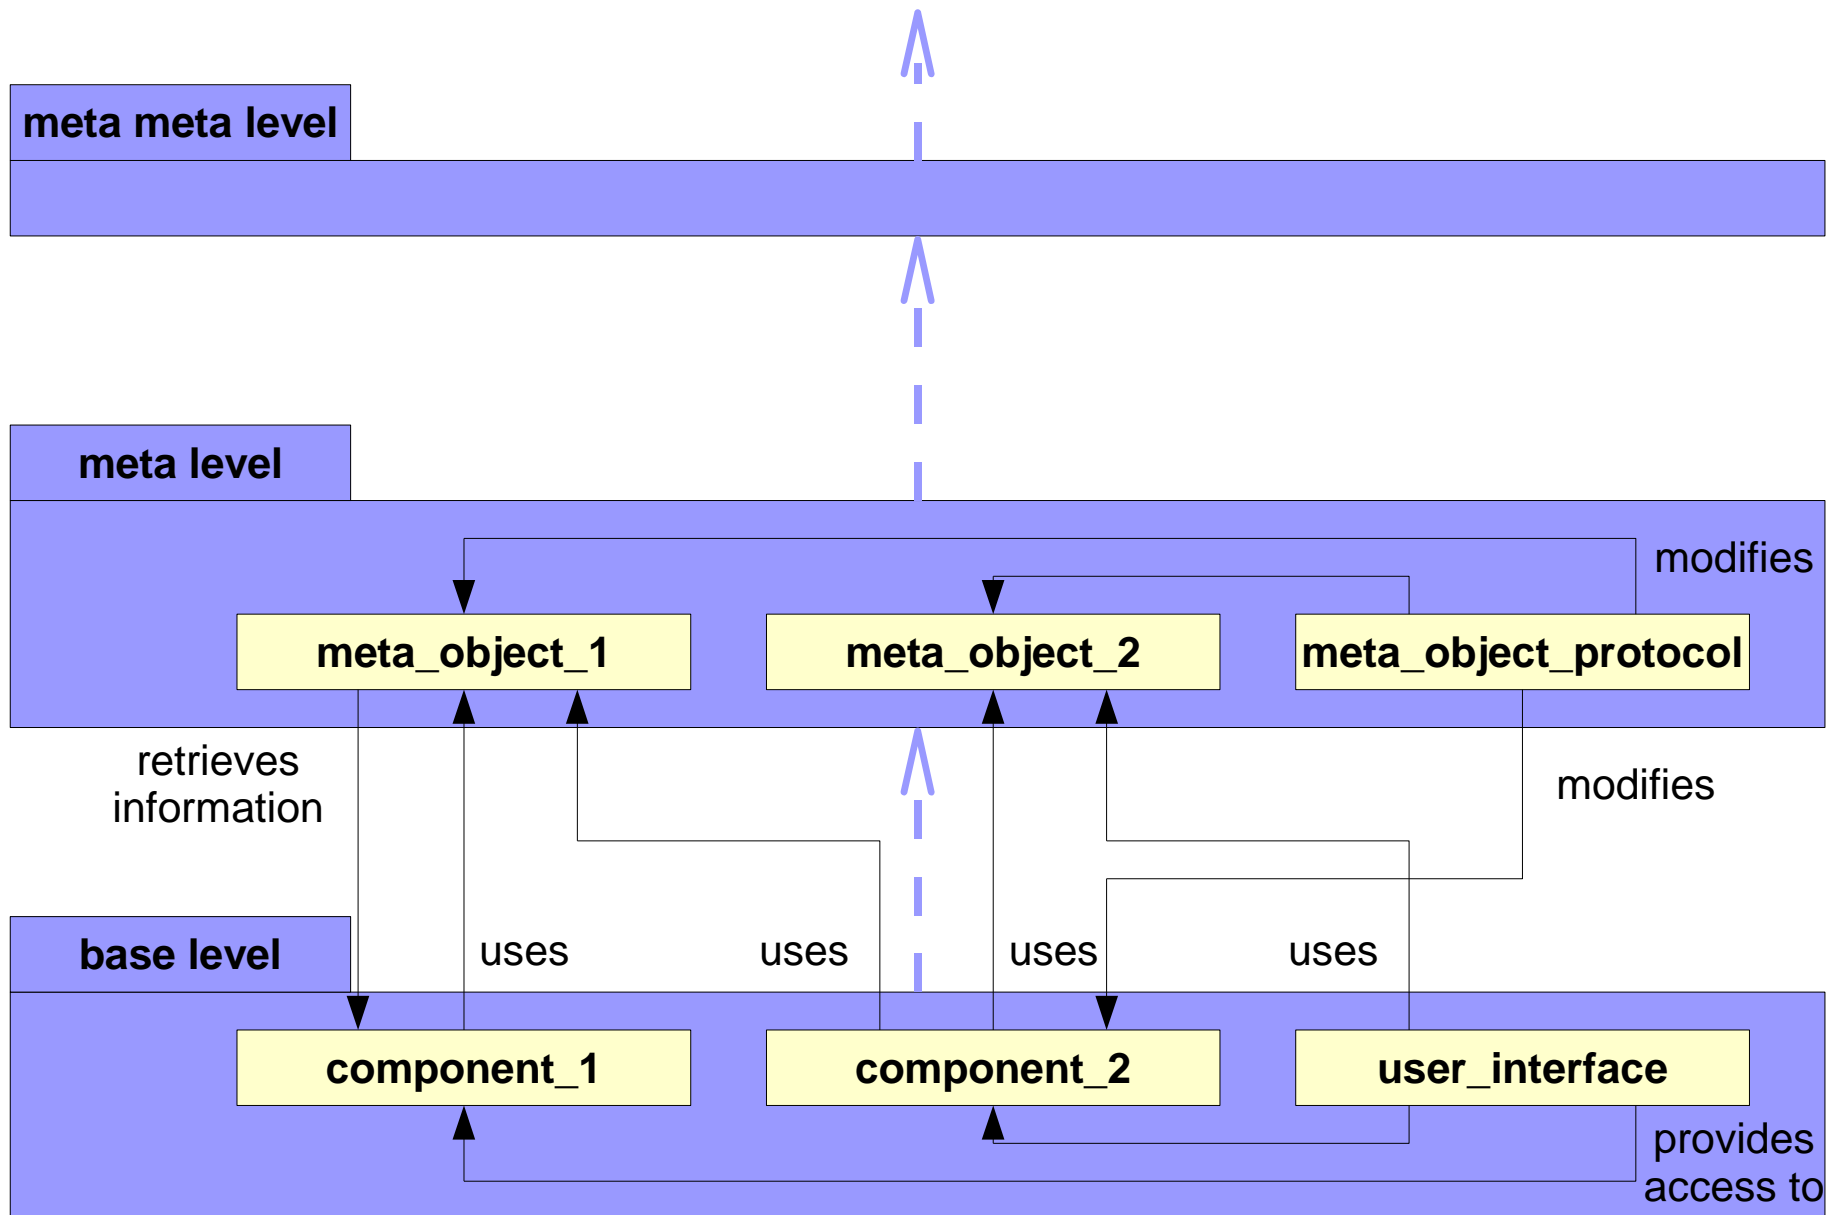 meta meta level
meta level
modifies
meta_object_1
meta_object_2
meta_object_protocol
retrieves
information
modifies
base level
uses
uses
uses
uses
component_1
component_2
user_interface
provides
access to